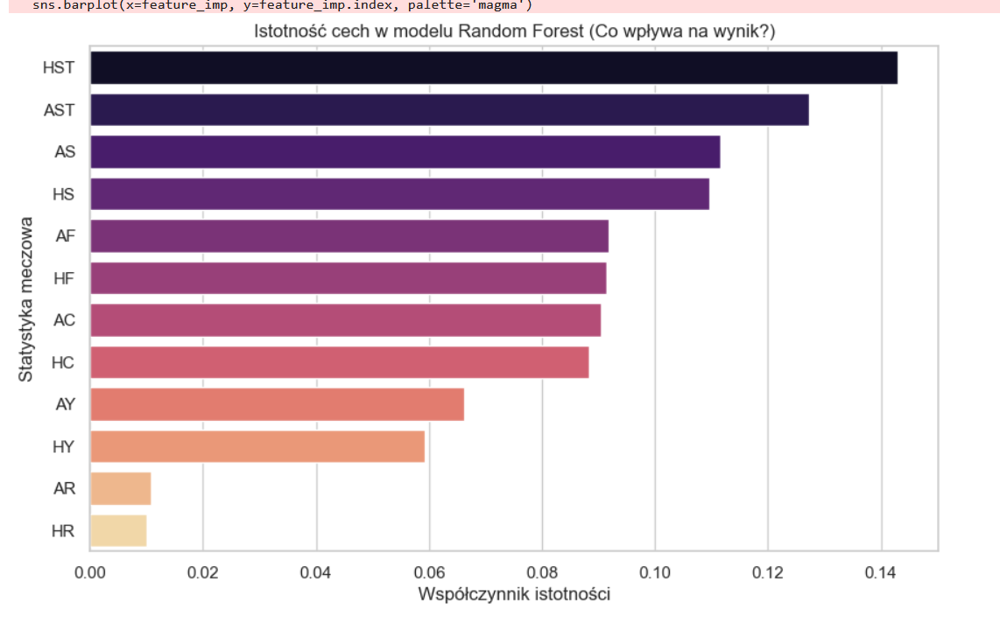 sns.barplot(x=feature_imp, y=feature_imp.index, palette='magma')
Istotność cech w modelu Random Forest (Co wpływa na wynik?)
HST
AST
AS
HS
AF
HF
AC
HC
AY
HY
AR
HR
Statystyka meczowa
0.00 0.02 0.04 0.06 0.08 0.10 0.12 0.14
Współczynnik istotności